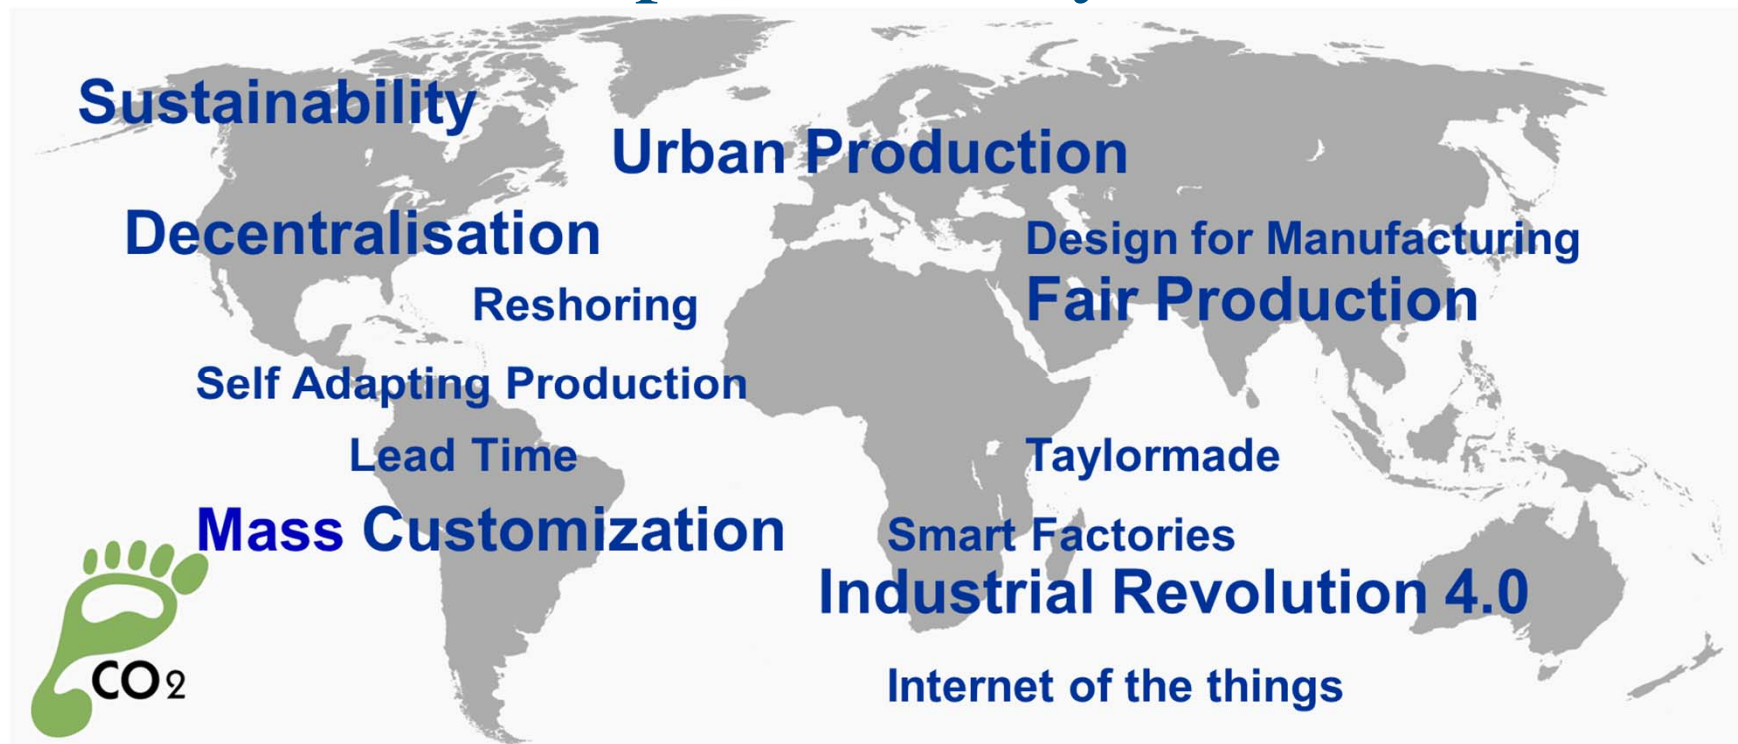 Sustainability
Urban Production
Decentralisation
Design for Manufacturing
Reshoring
Fair Production
Self Adapting Production
Lead Time
Taylormade
Mass Customization
Smart Factories
Industrial Revolution 4.0
CO2
Internet of the things